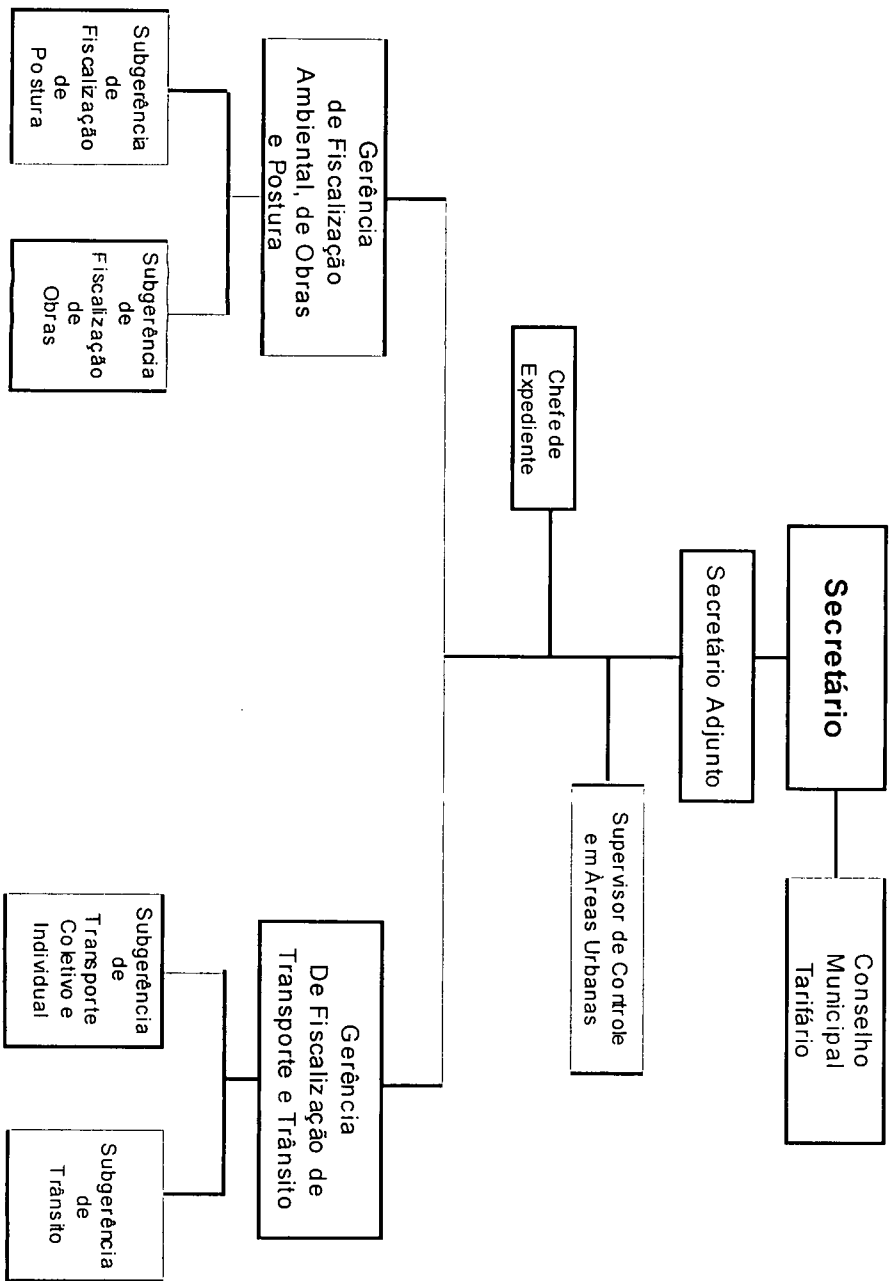 Secretário
Conselho
Municipal
Tarifário
Secretário Adjunto
Supervisor de Controle
em Àreas Urbanas
Chefe de
Expediente
Gerência
de Fiscalização
Ambiental, de Obras
e Postura
Gerência
De Fiscalização de
Transporte e Trânsito
Subgerência
de
Fiscalização
de
Postura
Subgerência
de
Fiscalização
de
Obras
Subgerência
de
Transporte
Coletivo e
Individual
Subgerência
de
Trânsito